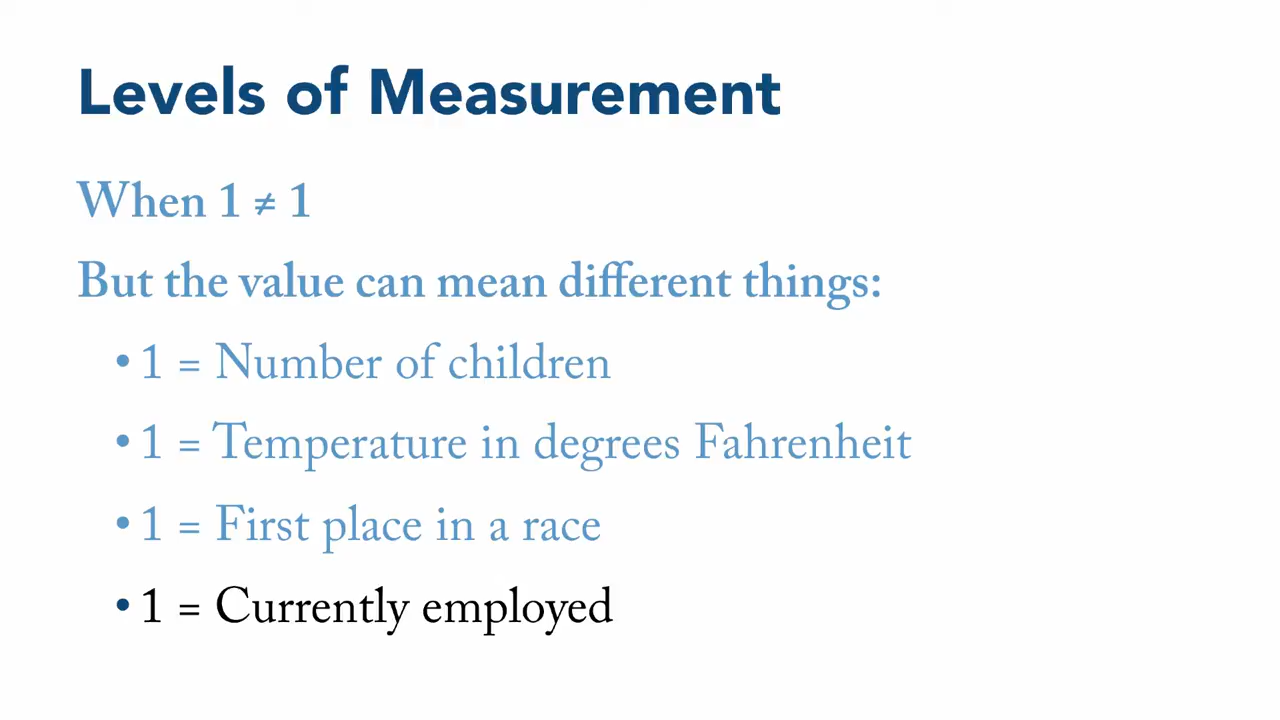 Levels of Measurement
When 1 ≠ 1
But the value can mean different things:
• 1 = Number of children
• 1 = Temperature in degrees Fahrenheit
• 1 = First place in a race
• 1 = Currently employed